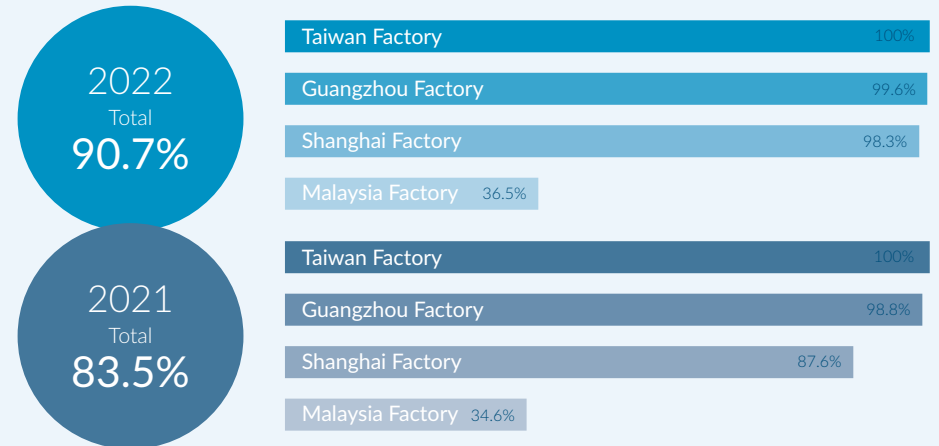 2022
Total
90.7%
Taiwan Factory 100%
Guangzhou Factory 99.6%
Shanghai Factory 98.3%
Malaysia Factory 36.5%
2021
Total
83.5%
Taiwan Factory 100%
Guangzhou Factory 98.8%
Shanghai Factory 87.6%
Malaysia Factory 34.6%